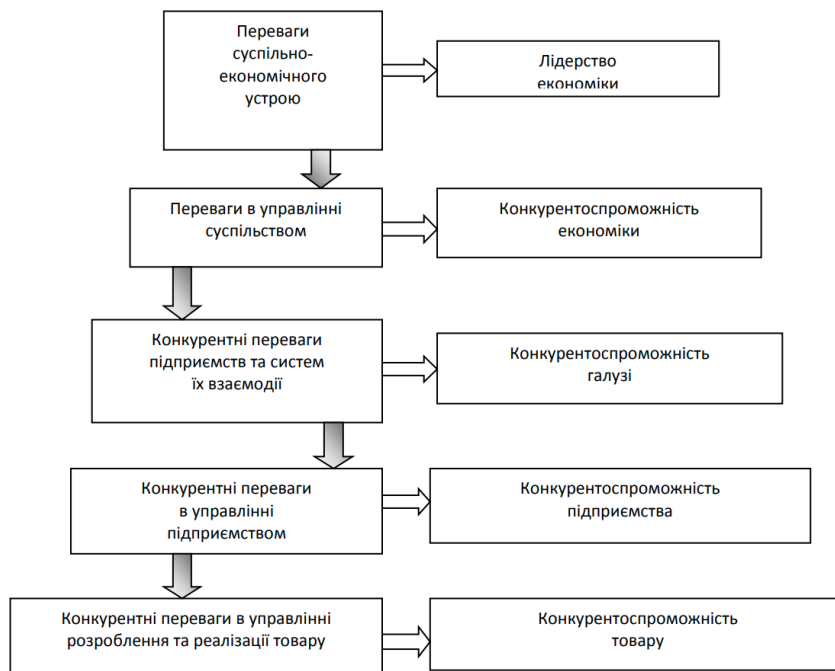 Переваги
суспільно-
економічного
устрою
Лідерство
економіки
Переваги в управлінні
суспільством
Конкурентоспроможність
економіки
Конкурентні переваги
підприємств та систем
їх взаємодії
Конкурентоспроможність
галузі
Конкурентні переваги
в управлінні
підприємством
Конкурентоспроможність
підприємства
Конкурентні переваги в управлінні
розроблення та реалізації товару
Конкурентоспроможність
товару